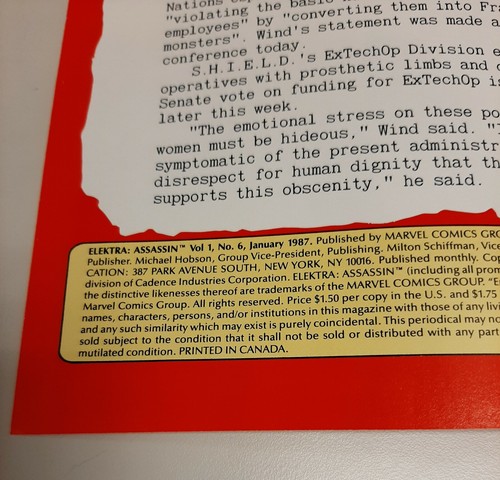 Nations
"violating the basic
employees" by "converting them into
monsters". Wind's statement was made a
conference today.
S.H.I.E.L.D.'s ExTechOp Division e
operatives with prosthetic limbs and
Senate vote on funding for ExTechOp is
later this week.
"The emotional stress on these po
women must be hideous," Wind said. "
symptomatic of the present administr
disrespect for human dignity that th
supports this obscenity," he said.
ELEKTRA: ASSASSIN™ Vol 1, No. 6, January 1987. Published by MARVEL COMICS GRO
Publisher. Michael Hobson, Group Vice-President, Publishing. Milton Schiffman, Vice
CATION: 387 PARK AVENUE SOUTH, NEW YORK, NY 10016. Published monthly. Cop
division of Cadence Industries Corporation. ELEKTRA: ASSASSIN™ (including all pro
the distinctive likenesses thereof are trademarks of the MARVEL COMICS GROUP.
Marvel Comics Group. All rights reserved. Price $1.50 per copy in the U.S. and $1.75
names, characters, persons, and/or institutions in this magazine with those of any livi
and any such similarity which may exist is purely coincidental. This periodical may no
sold subject to the condition that it shall not be sold or distributed with any part
mutilated condition. PRINTED IN CANADA.